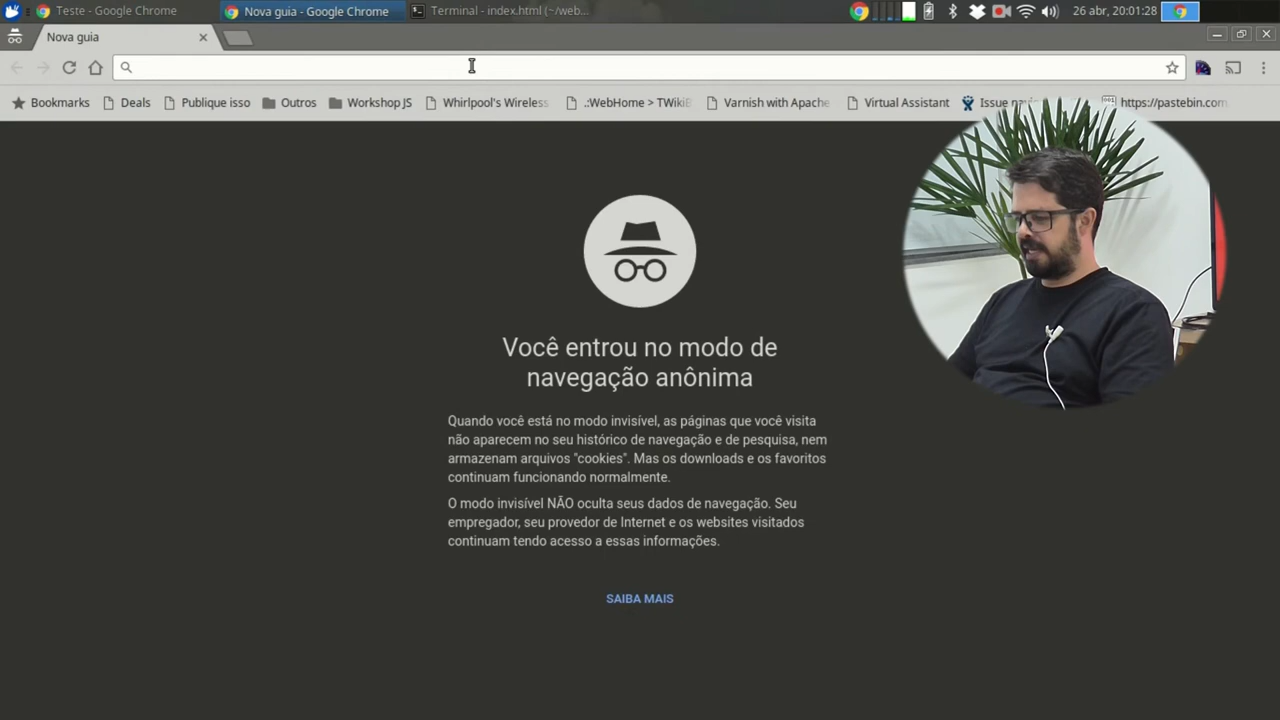 Teste - Google Chrome
Nova guia - Google Chrome
Terminal - index.html (~/web...
26 abr, 20:01:28
Nova guia
Bookmarks
Deals
Publique isso
Outros
Workshop JS
Whirlpool's Wireless
.:WebHome > TWiki
Varnish with Apache
Virtual Assistant
Issue
https://pastebin.com
Você entrou no modo de
navegação anônima
Quando você está no modo invisível, as páginas que você visita
não aparecem no seu histórico de navegação e de pesquisa, nem
armazenam arquivos "cookies". Mas os downloads e os favoritos
continuam funcionando normalmente.
O modo invisível NÃO oculta seus dados de navegação. Seu
empregador, seu provedor de Internet e os websites visitados
continuam tendo acesso a essas informações.
SAIBA MAIS